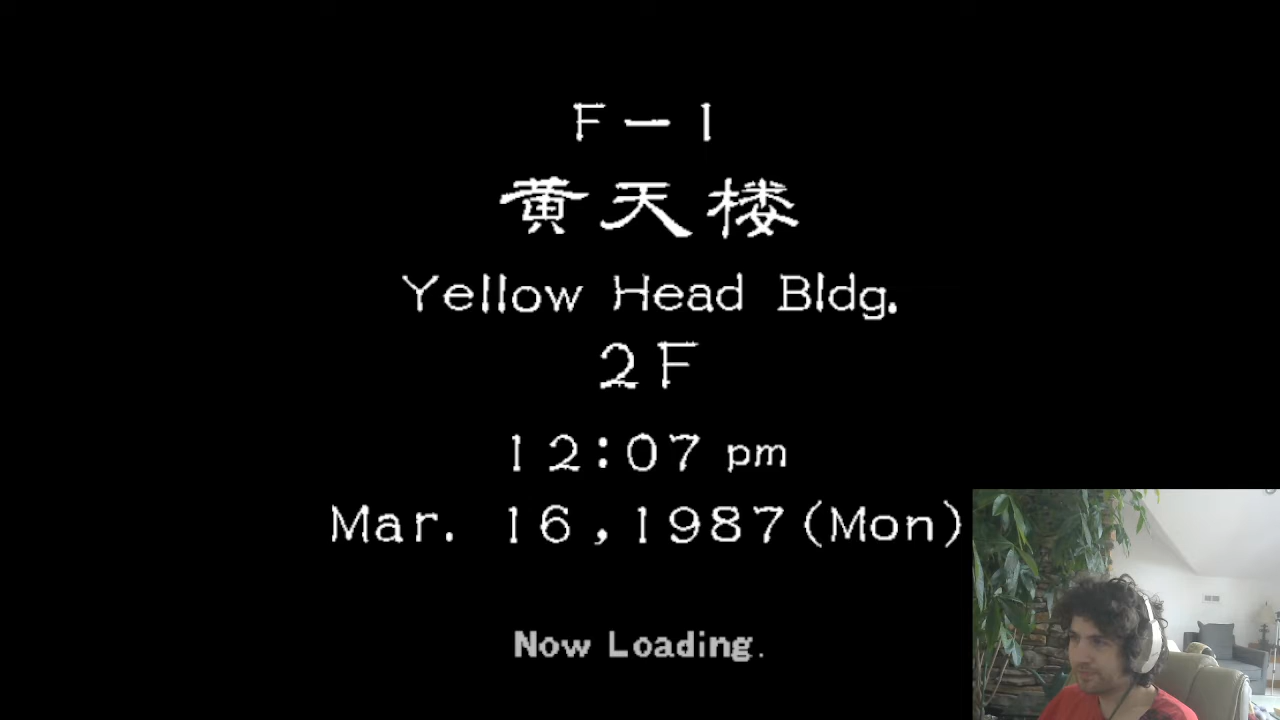 F-1
黄天楼
Yellow Head Bldg.
2F
12:07 pm
Mar. 16,1987(Mon)
Now Loading.